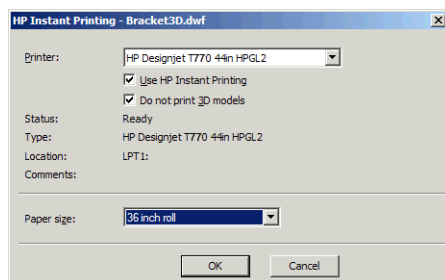 HP Instant Printing - Bracket3D.dwf
Printer: HP Designjet T770 44in HPGL2
Use HP Instant Printing
Do not print 3D models
Status: Ready
Type: HP Designjet T770 44in HPGL2
Location: LPT1:
Comments:
Paper size: 36 inch roll
OK Cancel